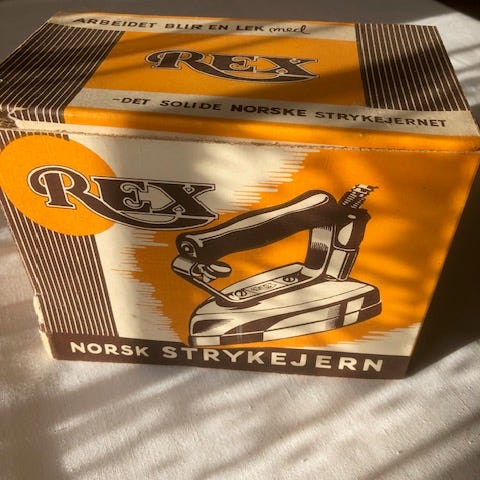 ARBEIDET BLIR EN LEK med
REX
-DET SOLIDE NORSKE STRYKEJERNET
REX
NORSK STRYKEJERN